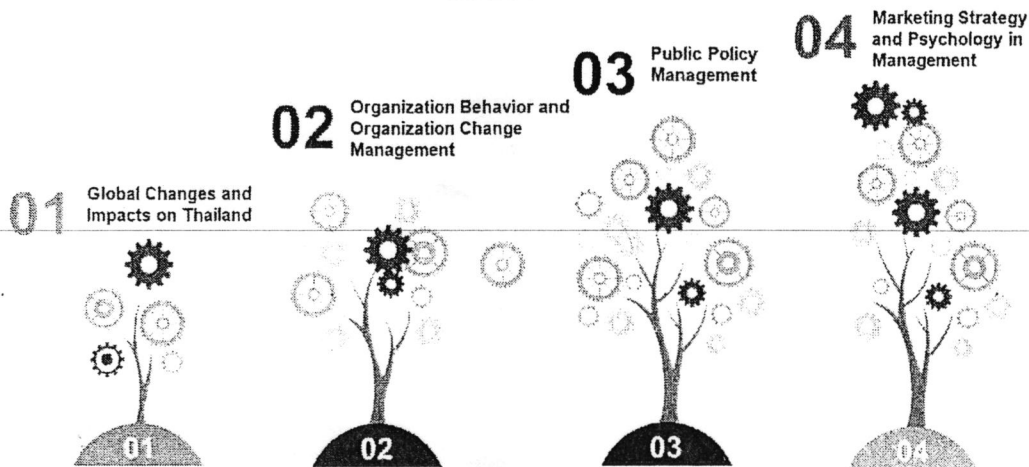 01
Global Changes and
Impacts on Thailand
02
Organization Behavior and
Organization Change
Management
03
Public Policy
Management
04
Marketing Strategy
and Psychology in
Management
01
02
03
04